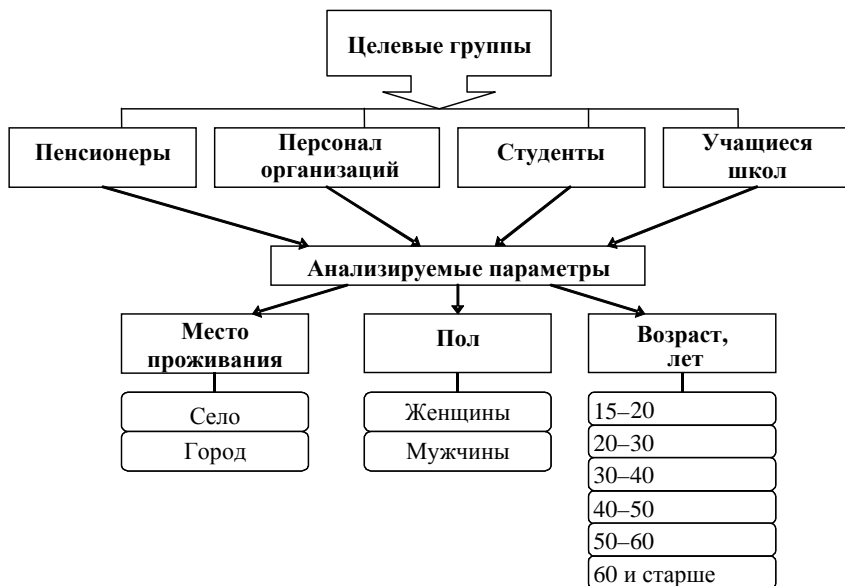 Целевые группы
Пенсионеры
Персонал
организаций
Студенты
Учащиеся
школ
Анализируемые параметры
Место
проживания
Село
Город
Пол
Женщины
Мужчины
Возраст,
лет
15–20
20–30
30–40
40–50
50–60
60 и старше